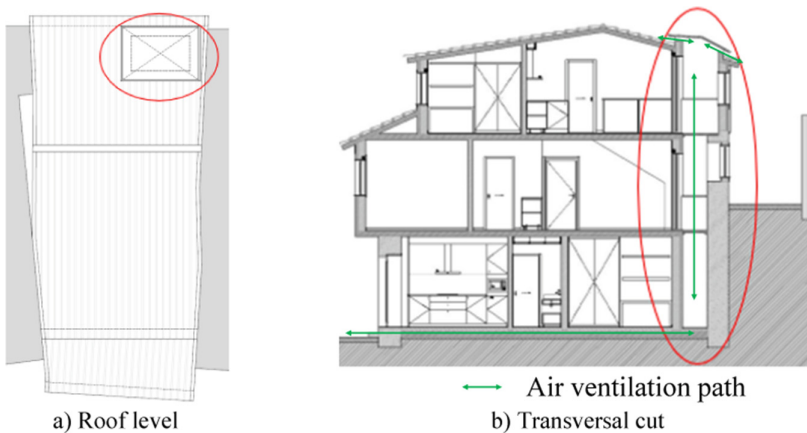 Air ventilation path
a) Roof level
b) Transversal cut